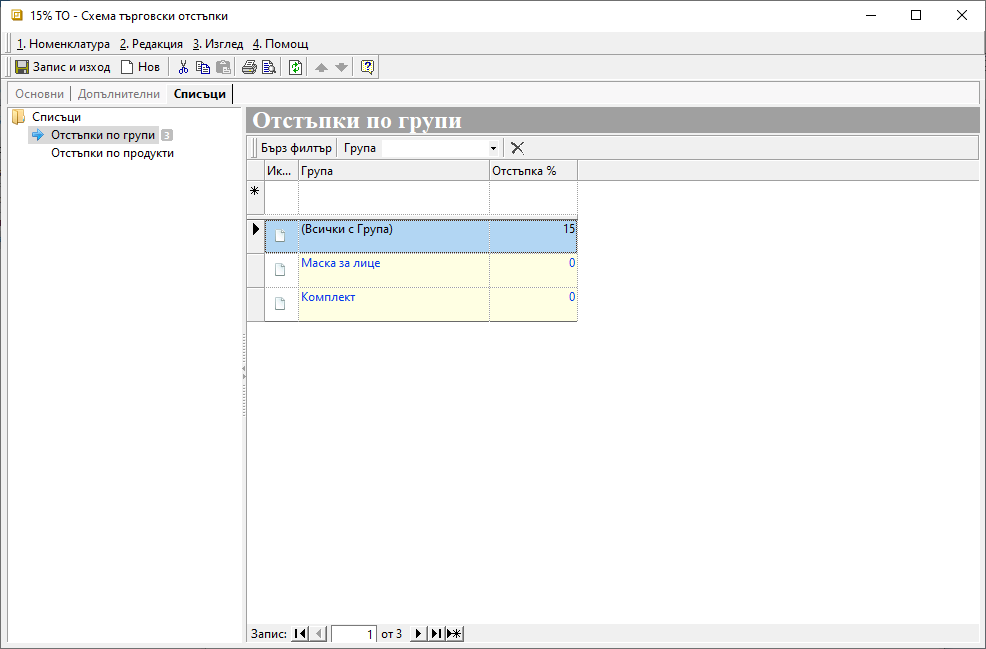 15% ТО - Схема търговски отстъпки
1. Номенклатура 2. Редакция 3. Изглед 4. Помощ
Запис и изход Нов
Основни Допълнителни Списъци
Списъци
Отстъпки по групи 3
Отстъпки по продукти
Отстъпки по групи
Бърз филтър Група
Ик... Група Отстъпка %
(Всички с Група) 15
Маска за лице 0
Комплект 0
Запис: 1 от 3